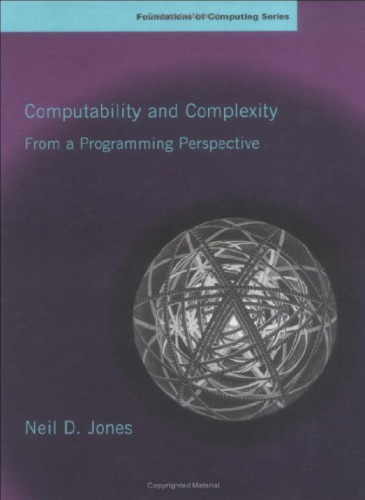 Foundations of Computing Series
Computability and Complexity
From a Programming Perspective
Neil D. Jones
Copyrighted Material